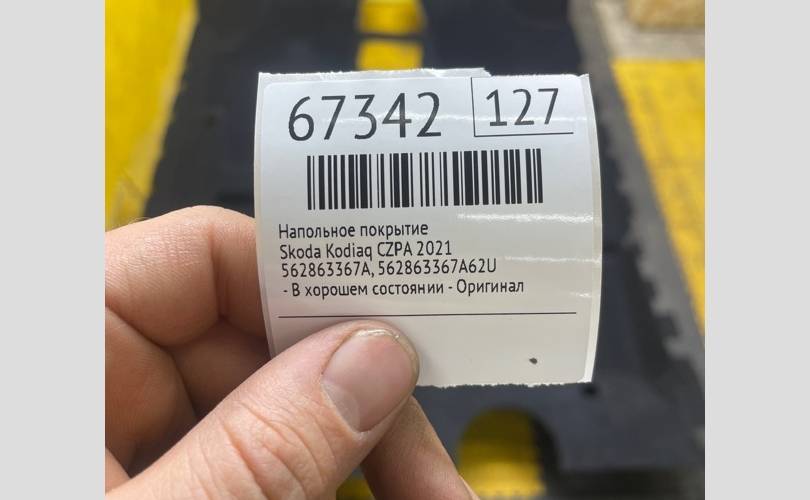 67342 127
Напольное покрытие
Skoda Kodiaq CZPA 2021
562863367A, 562863367A62U
- В хорошем состоянии - Оригинал